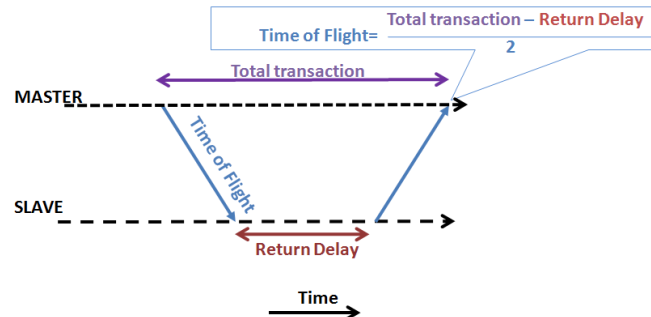 Time of Flight= Total transaction – Return Delay
2
Total transaction
MASTER
Time of Flight
SLAVE
Return Delay
Time